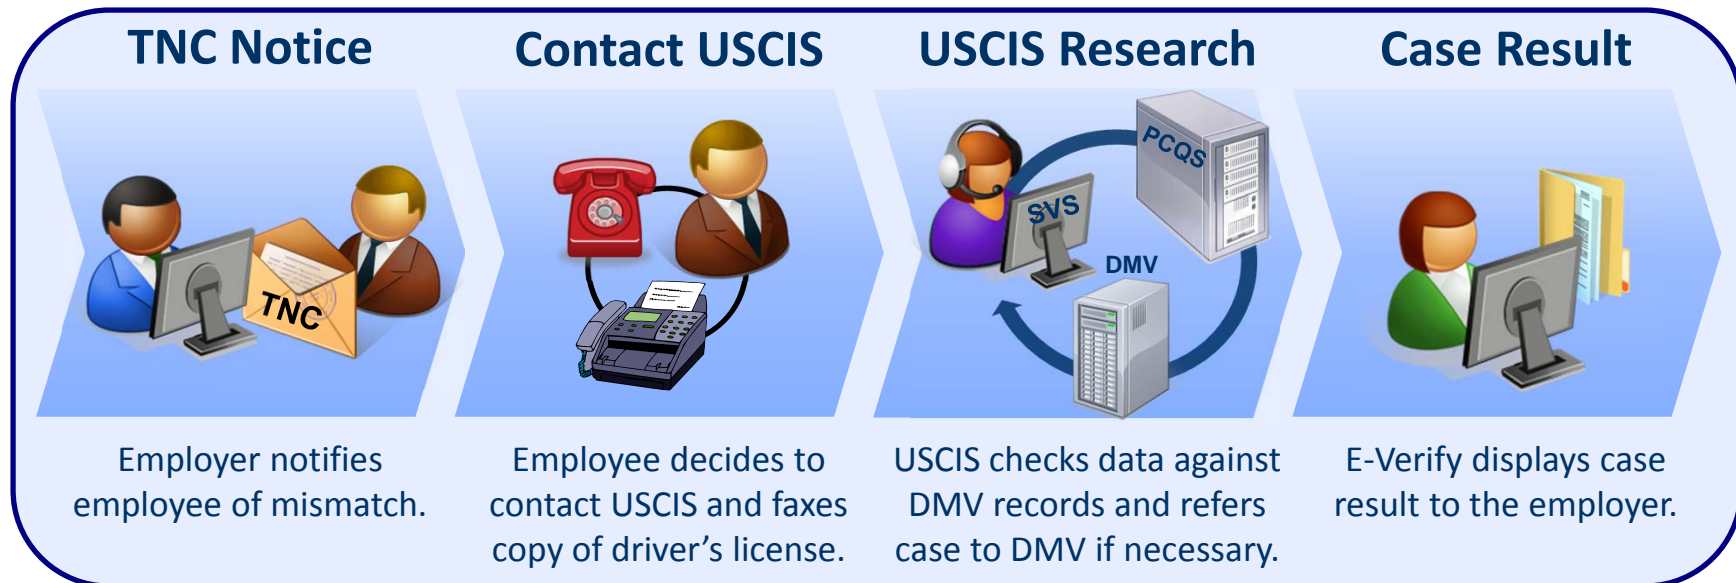 TNC Notice
Contact USCIS
USCIS Research
Case Result
TNC
SVS
PCQS
DMV
Employer notifies
employee of mismatch.
Employee decides to
contact USCIS and faxes
copy of driver’s license.
USCIS checks data against
DMV records and refers
case to DMV if necessary.
E-Verify displays case
result to the employer.